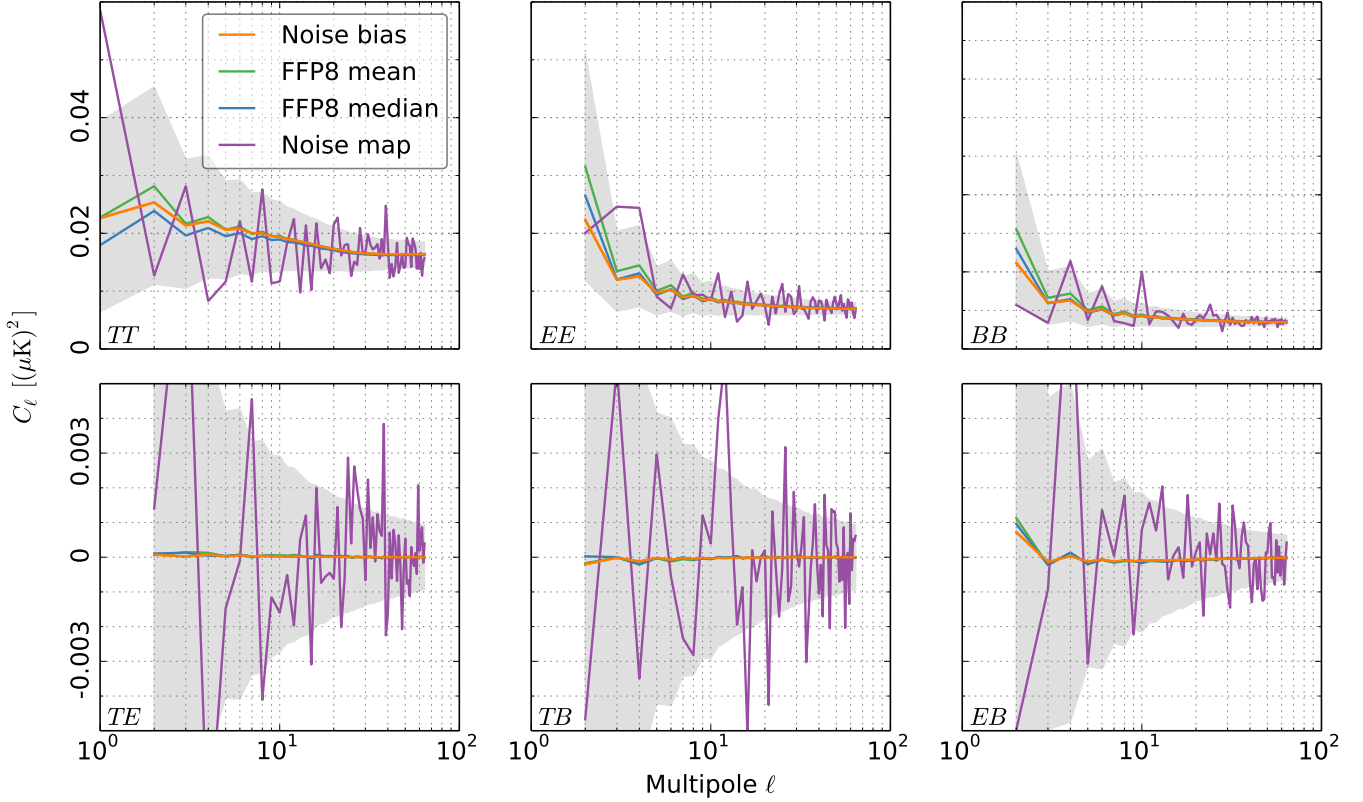 Noise bias
FFP8 mean
FFP8 median
Noise map
0.04
0.02
0
TT
EE
BB
C_ℓ [(μK)²]
0.003
0
-0.003
TE
TB
EB
10⁰ 10¹ 10² 10⁰ 10¹ 10² 10⁰ 10¹ 10²
Multipole ℓ